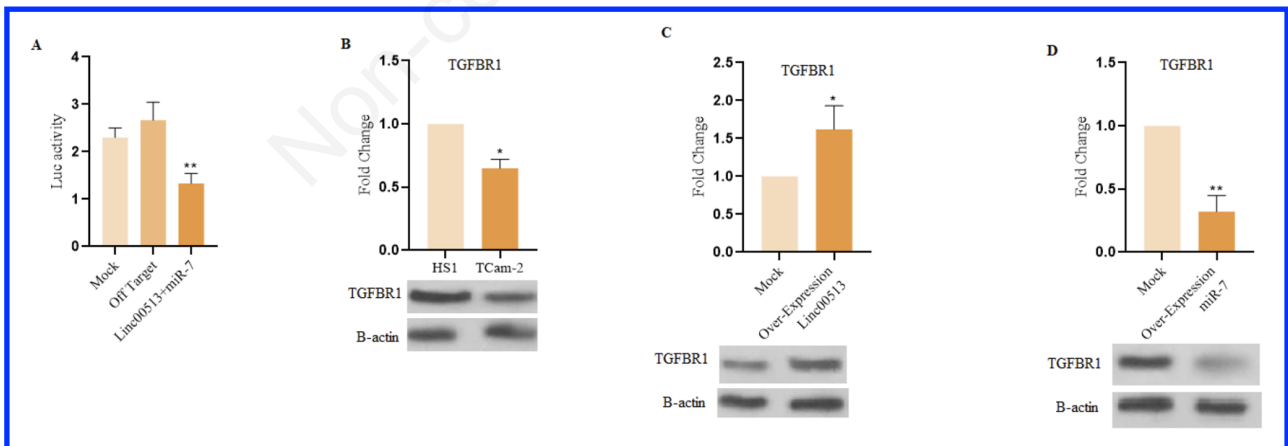 A
Luc activity
4
3
2
1
0
Mock
Off Target
Linc00513+miR-7
**
B
TGFBR1
Fold Change
1.5
1.0
0.5
0.0
*
HS1 TCam-2
TGFBR1
B-actin
C
TGFBR1
Fold Change
2.5
2.0
1.5
1.0
0.5
0.0
*
Mock
Over-Expression
Linc00513
TGFBR1
B-actin
D
TGFBR1
Fold Change
1.5
1.0
0.5
0.0
**
Mock
Over-Expression
miR-7
TGFBR1
B-actin
Non-co